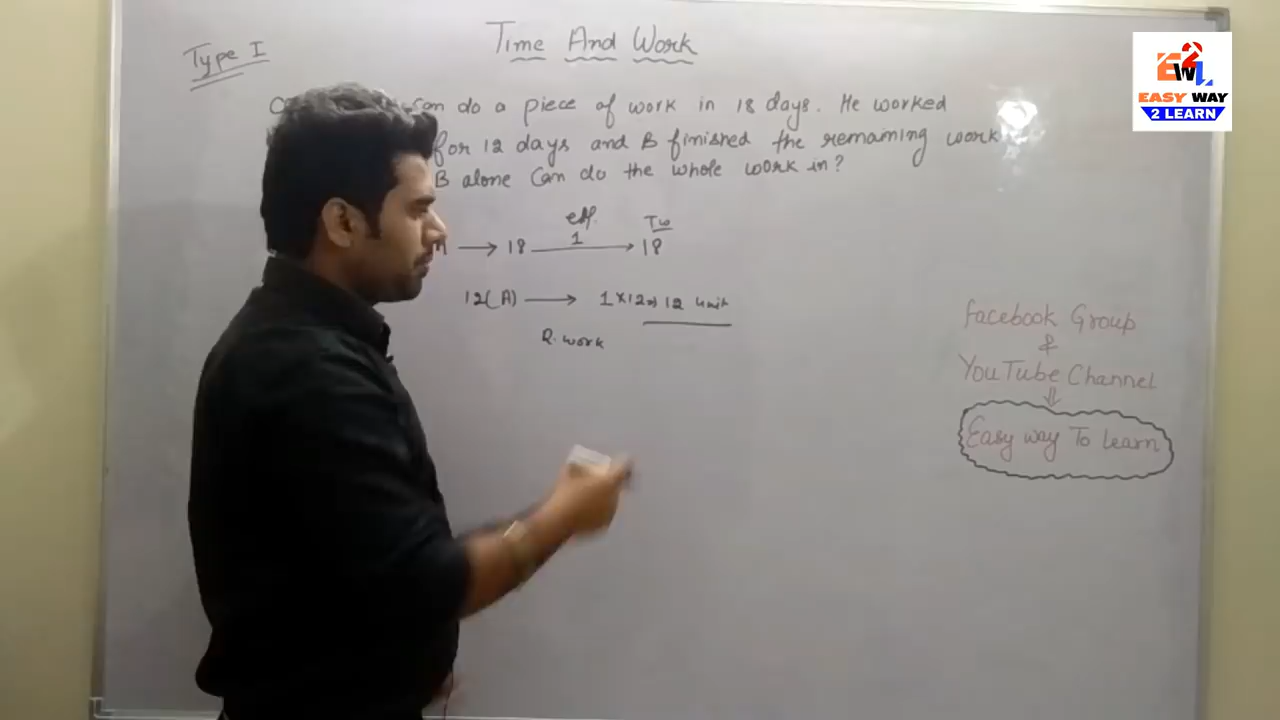 Type I
Time And Work
can do a piece of work in 18 days. He worked
for 12 days and B finished the remaining work
B alone Can do the whole work in?
eff. Tw
→ 18 1 → 18
12(A) → 1×12⇒12 Unit
R. work
Facebook Group
&
YouTube Channel
⇓
Easy way To learn
E2WL
EASY WAY
2 LEARN